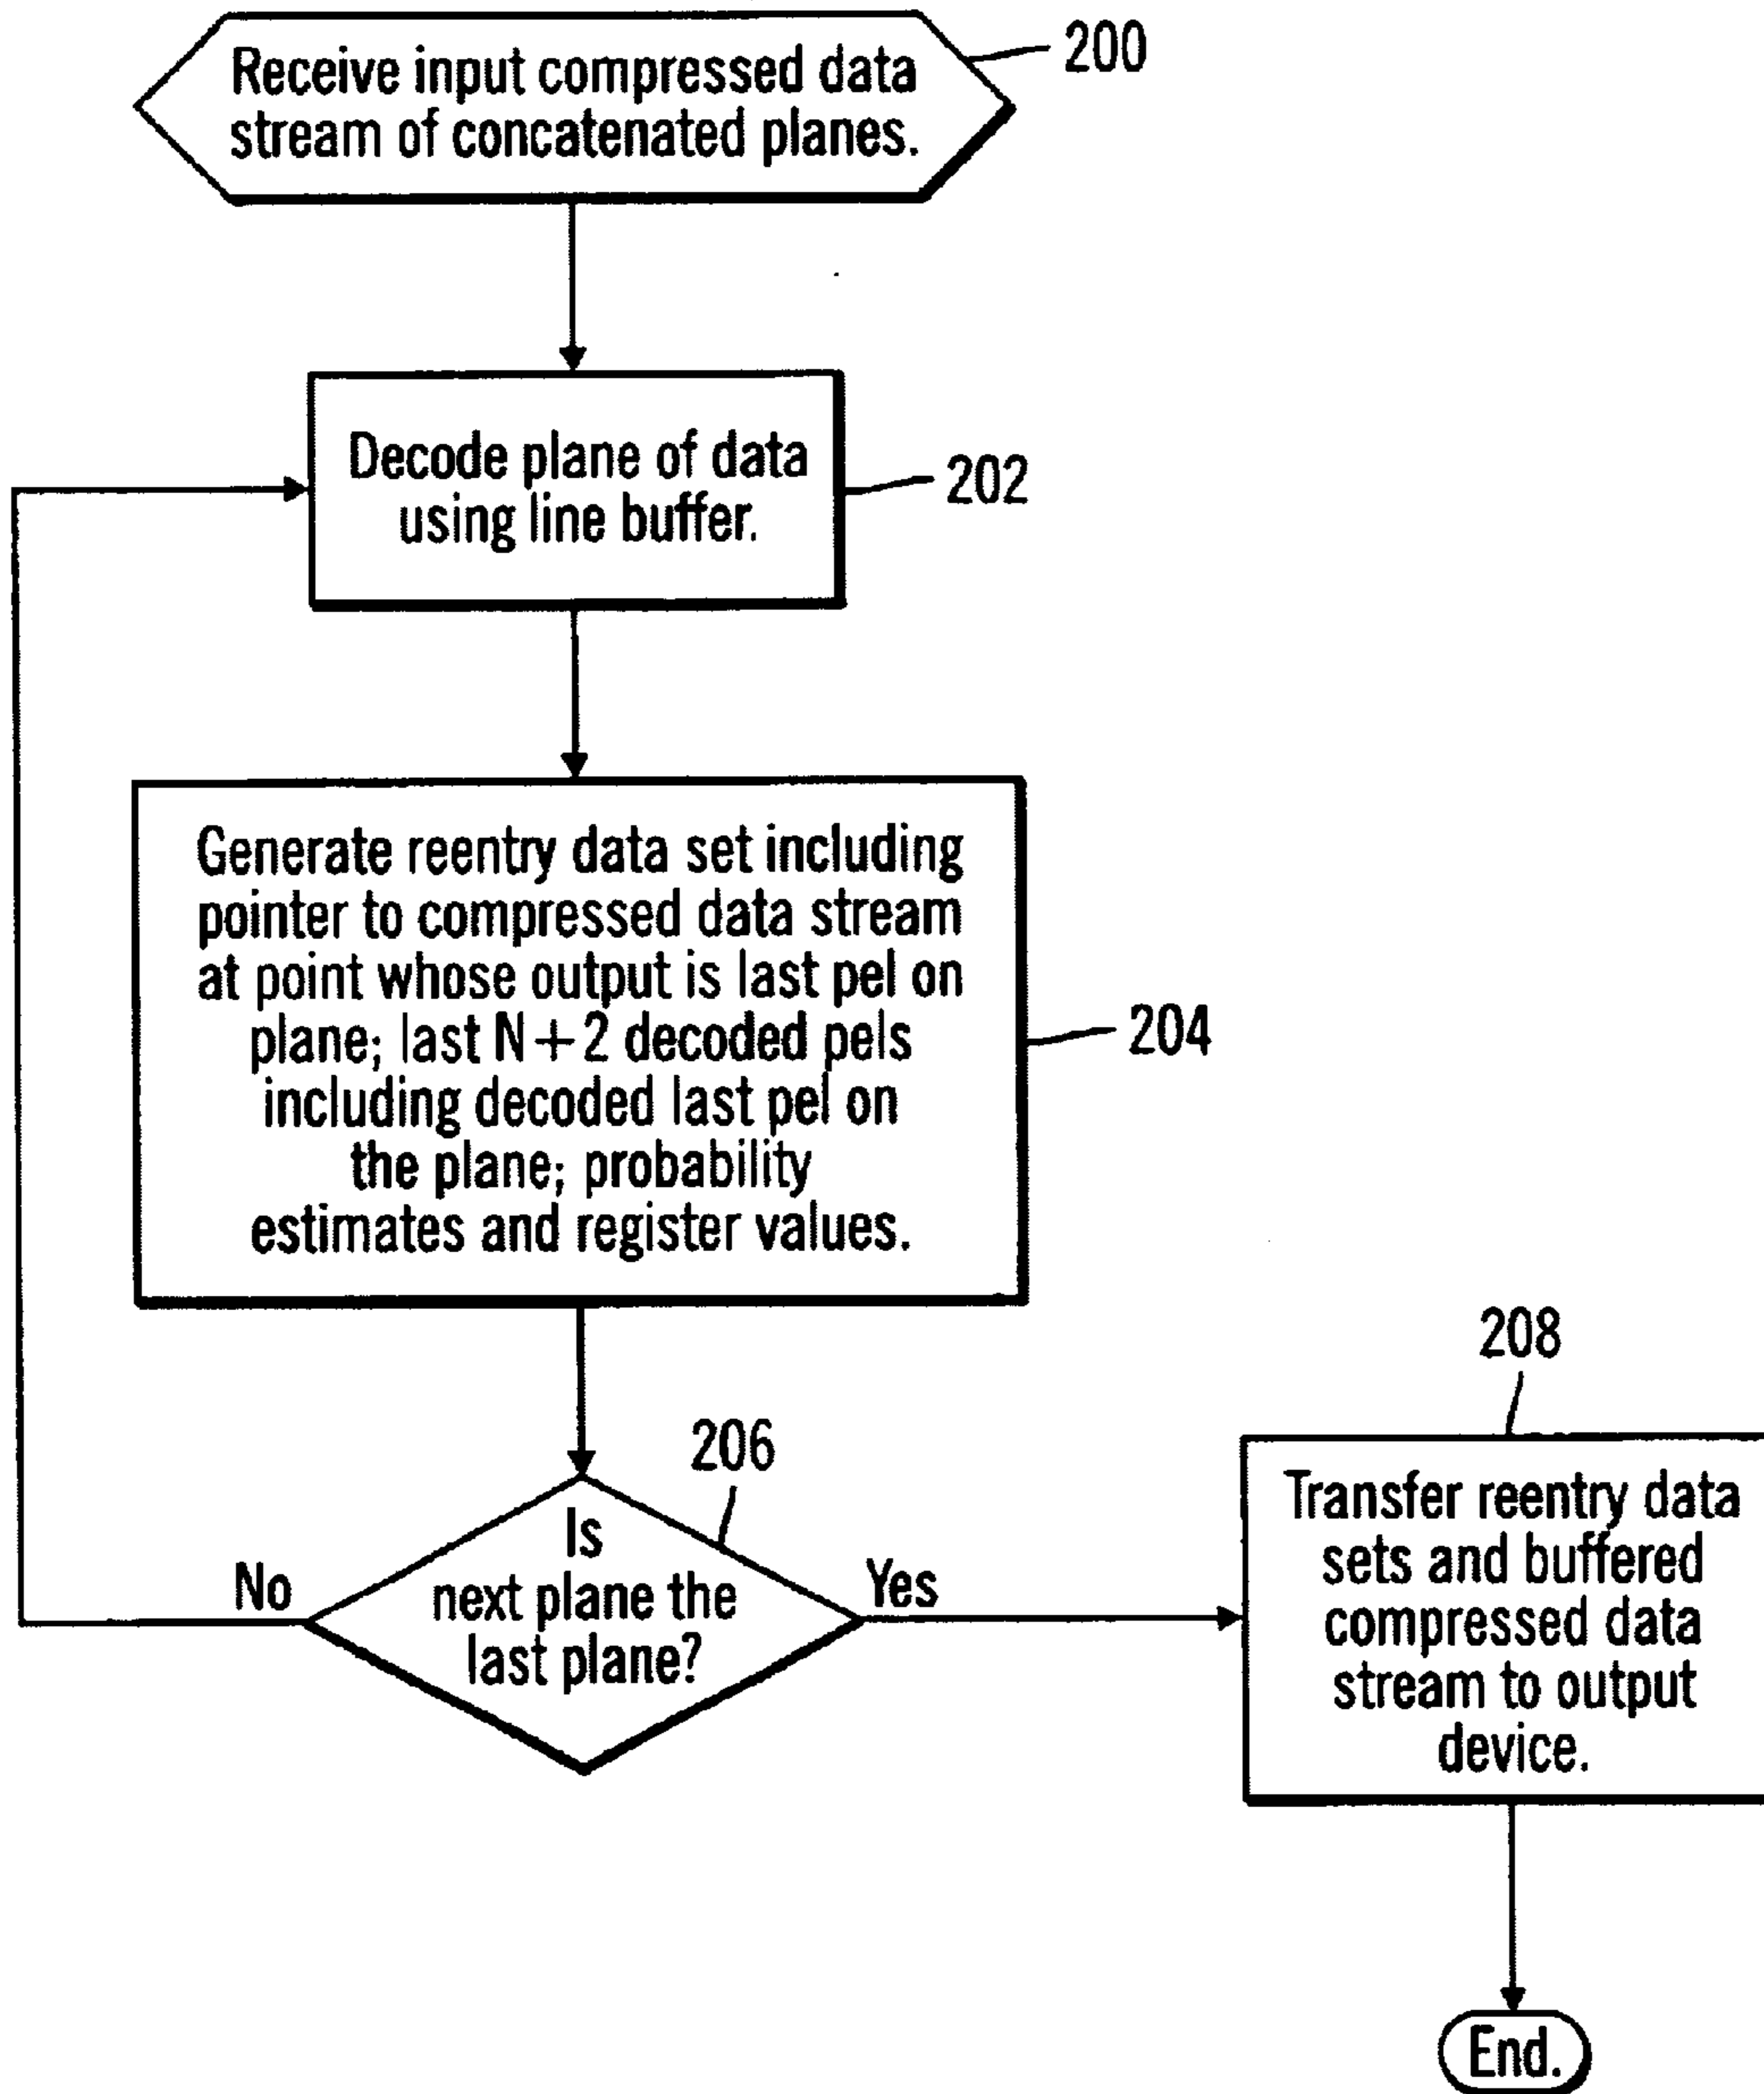 Receive input compressed data
stream of concatenated planes.
200
Decode plane of data
using line buffer.
202
Generate reentry data set including
pointer to compressed data stream
at point whose output is last pel on
plane; last N+2 decoded pels
including decoded last pel on
the plane; probability
estimates and register values.
204
206
Is
next plane the
last plane?
No
Yes
208
Transfer reentry data
sets and buffered
compressed data
stream to output
device.
End.